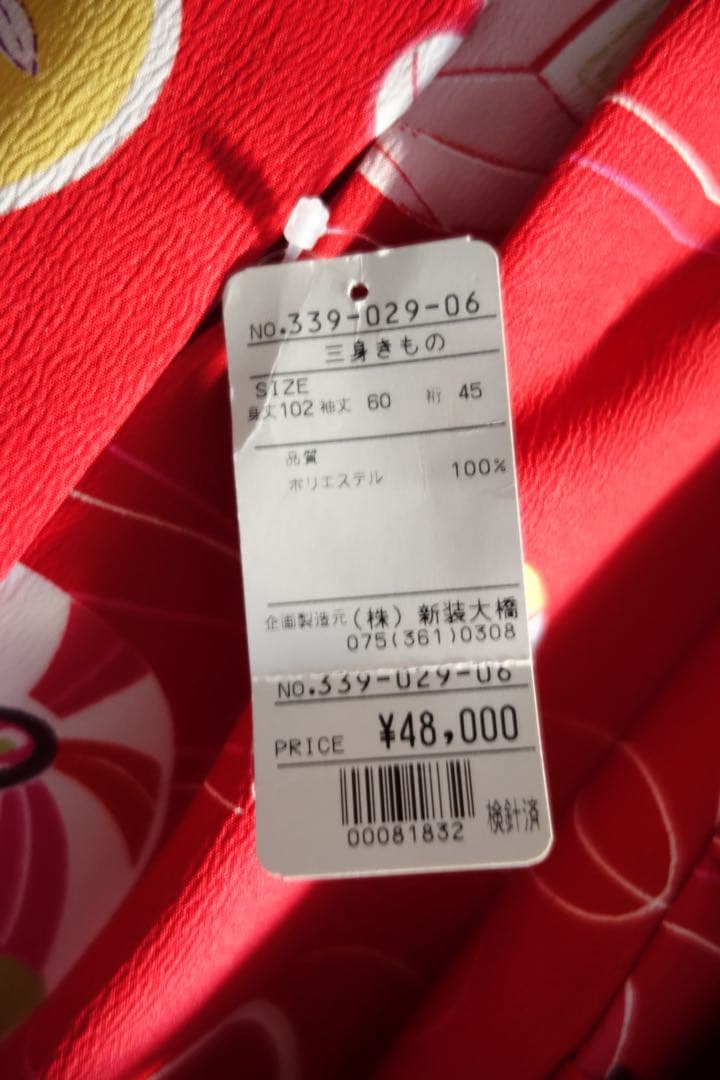 NO.339-029-06
三身きもの
SIZE
身丈102 袖丈 60 裄 45
品質
ポリエステル 100%
企画製造元(株) 新装大橋
075(361)0308
NO.339-029-06
PRICE ¥48,000
00081832 検針済